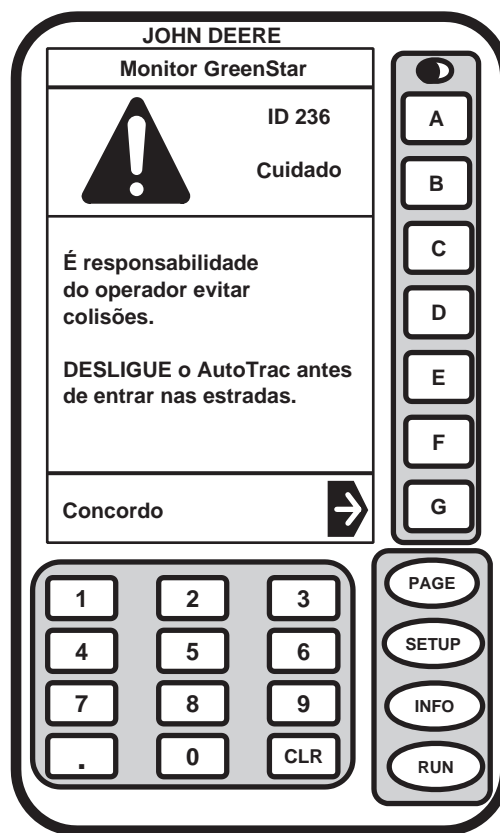 JOHN DEERE
Monitor GreenStar
ID 236
Cuidado
É responsabilidade
do operador evitar
colisões.
DESLIGUE o AutoTrac antes
de entrar nas estradas.
Concordo
A
B
C
D
E
F
G
1 2 3
4 5 6
7 8 9
. 0 CLR
PAGE
SETUP
INFO
RUN